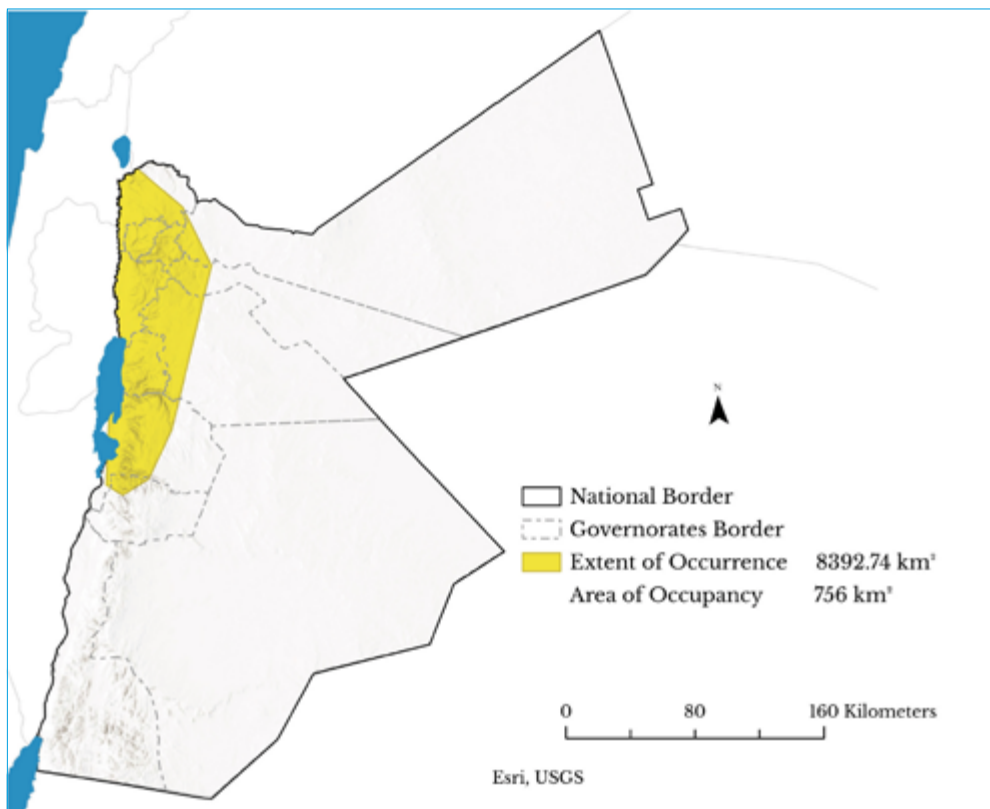 N
National Border
Governorates Border
Extent of Occurrence 8392.74 km²
Area of Occupancy 756 km²
0 80 160 Kilometers
Esri, USGS